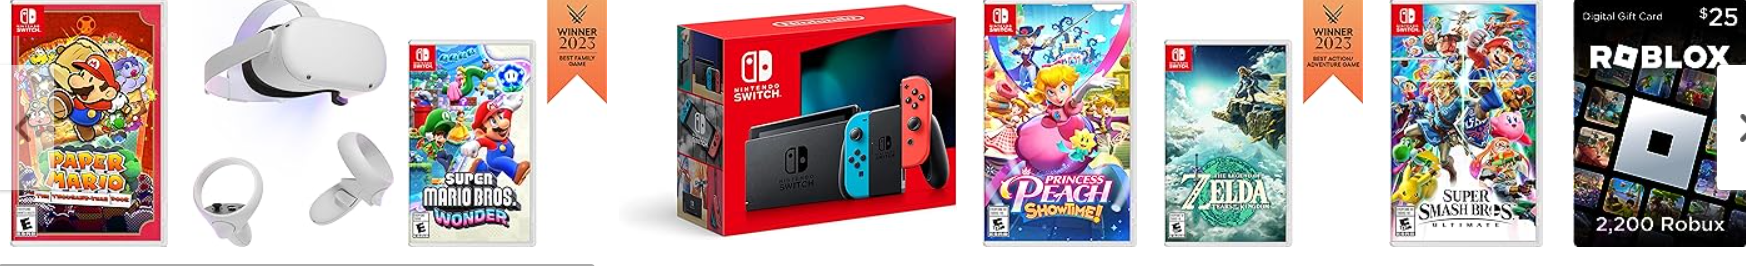 NINTENDO
SWITCH
PAPER
MARIO
THE THOUSAND-YEAR DOOR
E
NINTENDO
SWITCH
SUPER
MARIO BROS.
WONDER
E
WINNER
2023
BEST FAMILY
GAME
Nintendo
NINTENDO
SWITCH
NINTENDO
SWITCH
NINTENDO
SWITCH
PRINCESS
PEACH
SHOWTIME!
E
NINTENDO
SWITCH
THE LEGEND OF
ZELDA
TEARS OF THE KINGDOM
E
WINNER
2023
BEST ACTION/
ADVENTURE GAME
NINTENDO
SWITCH
SUPER
SMASH BROS.
ULTIMATE
E
Digital Gift Card $25
ROBLOX
2,200 Robux